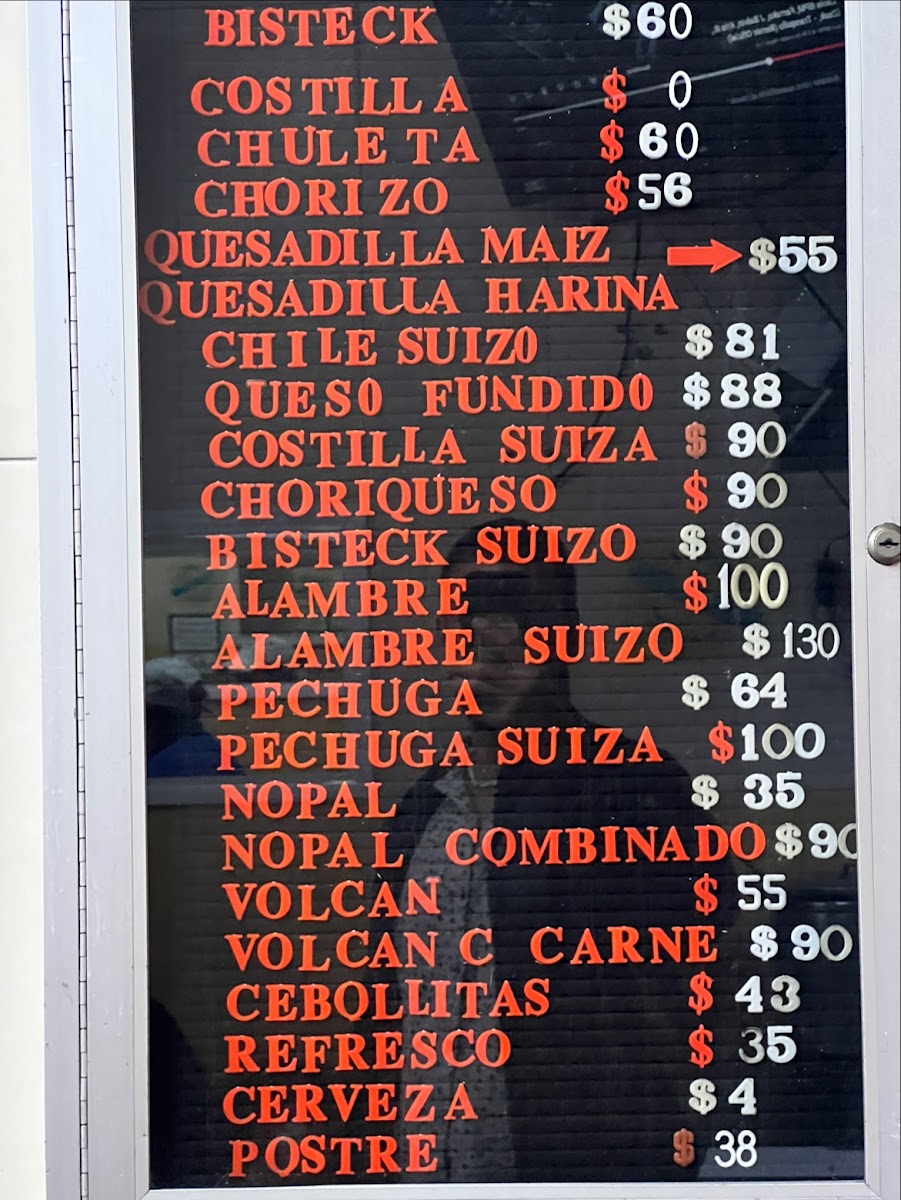 BISTECK $60
COSTILLA $ 0
CHULETA $60
CHORIZO $56
QUESADILLA MAIZ $55
QUESADILLA HARINA
CHILE SUIZO $81
QUESO FUNDIDO $88
COSTILLA SUIZA $90
CHORIQUESO $90
BISTECK SUIZO $90
ALAMBRE $100
ALAMBRE SUIZO $130
PECHUGA $64
PECHUGA SUIZA $100
NOPAL $35
NOPAL COMBINADO $90
VOLCAN $55
VOLCAN C CARNE $90
CEBOLLITAS $43
REFRESCO $35
CERVEZA $4
POSTRE $38